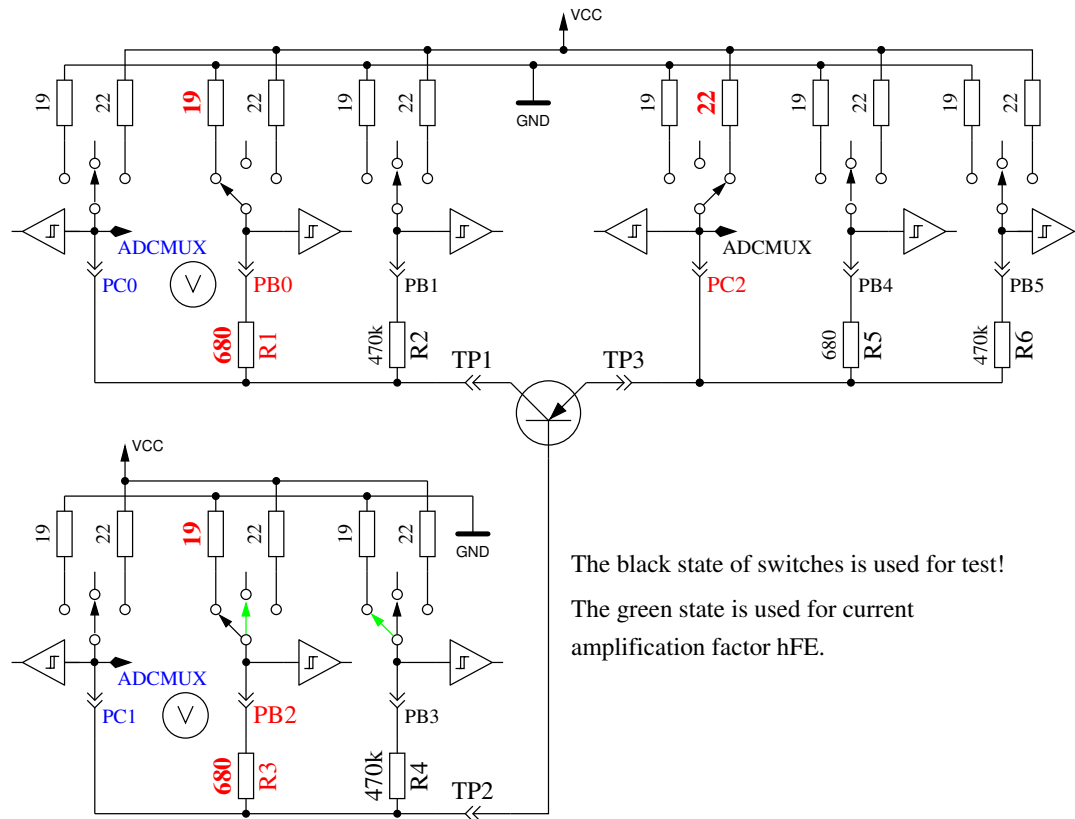 VCC
19
22
19
22
19
22
GND
19
22
19
22
19
22
ADCMUX
ADCMUX
PC0
V
PB0
PB1
PC2
PB4
PB5
680
R1
470k
R2
680
R5
470k
R6
TP1
TP3
VCC
19
22
19
22
19
22
GND
The black state of switches is used for test!
The green state is used for current
amplification factor hFE.
ADCMUX
PC1
V
PB2
PB3
680
R3
470k
R4
TP2